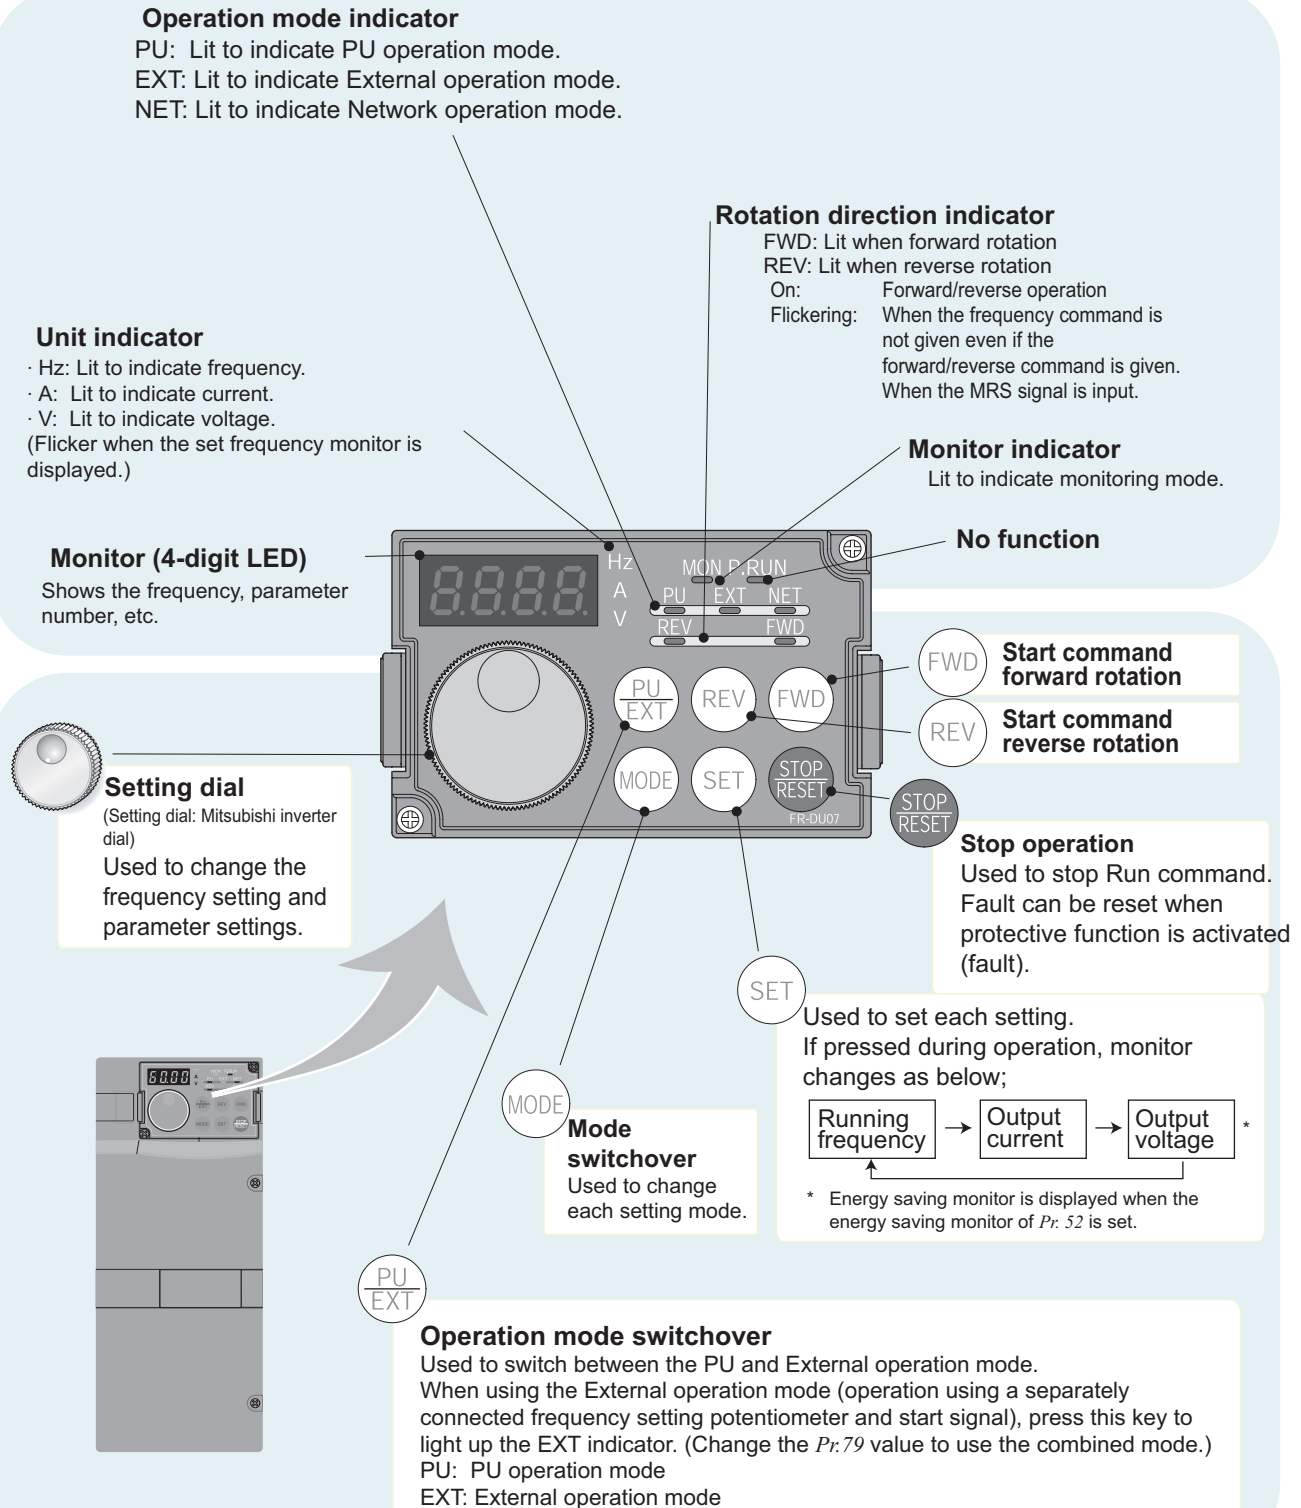 Operation mode indicator
PU: Lit to indicate PU operation mode.
EXT: Lit to indicate External operation mode.
NET: Lit to indicate Network operation mode.
Rotation direction indicator
FWD: Lit when forward rotation
REV: Lit when reverse rotation
On: Forward/reverse operation
Flickering: When the frequency command is
not given even if the
forward/reverse command is given.
When the MRS signal is input.
Unit indicator
· Hz: Lit to indicate frequency.
· A: Lit to indicate current.
· V: Lit to indicate voltage.
(Flicker when the set frequency monitor is
displayed.)
Monitor indicator
Lit to indicate monitoring mode.
No function
Monitor (4-digit LED)
Shows the frequency, parameter
number, etc.
8.8.8.8.
Hz
A
V
MON P.RUN
PU EXT NET
REV FWD
PU
EXT
REV
FWD
MODE
SET
STOP
RESET
FR-DU07
FWD
Start command
forward rotation
REV
Start command
reverse rotation
Setting dial
(Setting dial: Mitsubishi inverter
dial)
Used to change the
frequency setting and
parameter settings.
STOP
RESET
Stop operation
Used to stop Run command.
Fault can be reset when
protective function is activated
(fault).
SET
Used to set each setting.
If pressed during operation, monitor
changes as below;
Running
frequency
Output
current
Output
voltage
*
* Energy saving monitor is displayed when the
energy saving monitor of Pr. 52 is set.
MODE
Mode
switchover
Used to change
each setting mode.
60.00
A
V
PU
EXT
REV
FWD
MODE
SET
PU
EXT
Operation mode switchover
Used to switch between the PU and External operation mode.
When using the External operation mode (operation using a separately
connected frequency setting potentiometer and start signal), press this key to
light up the EXT indicator. (Change the Pr.79 value to use the combined mode.)
PU: PU operation mode
EXT: External operation mode